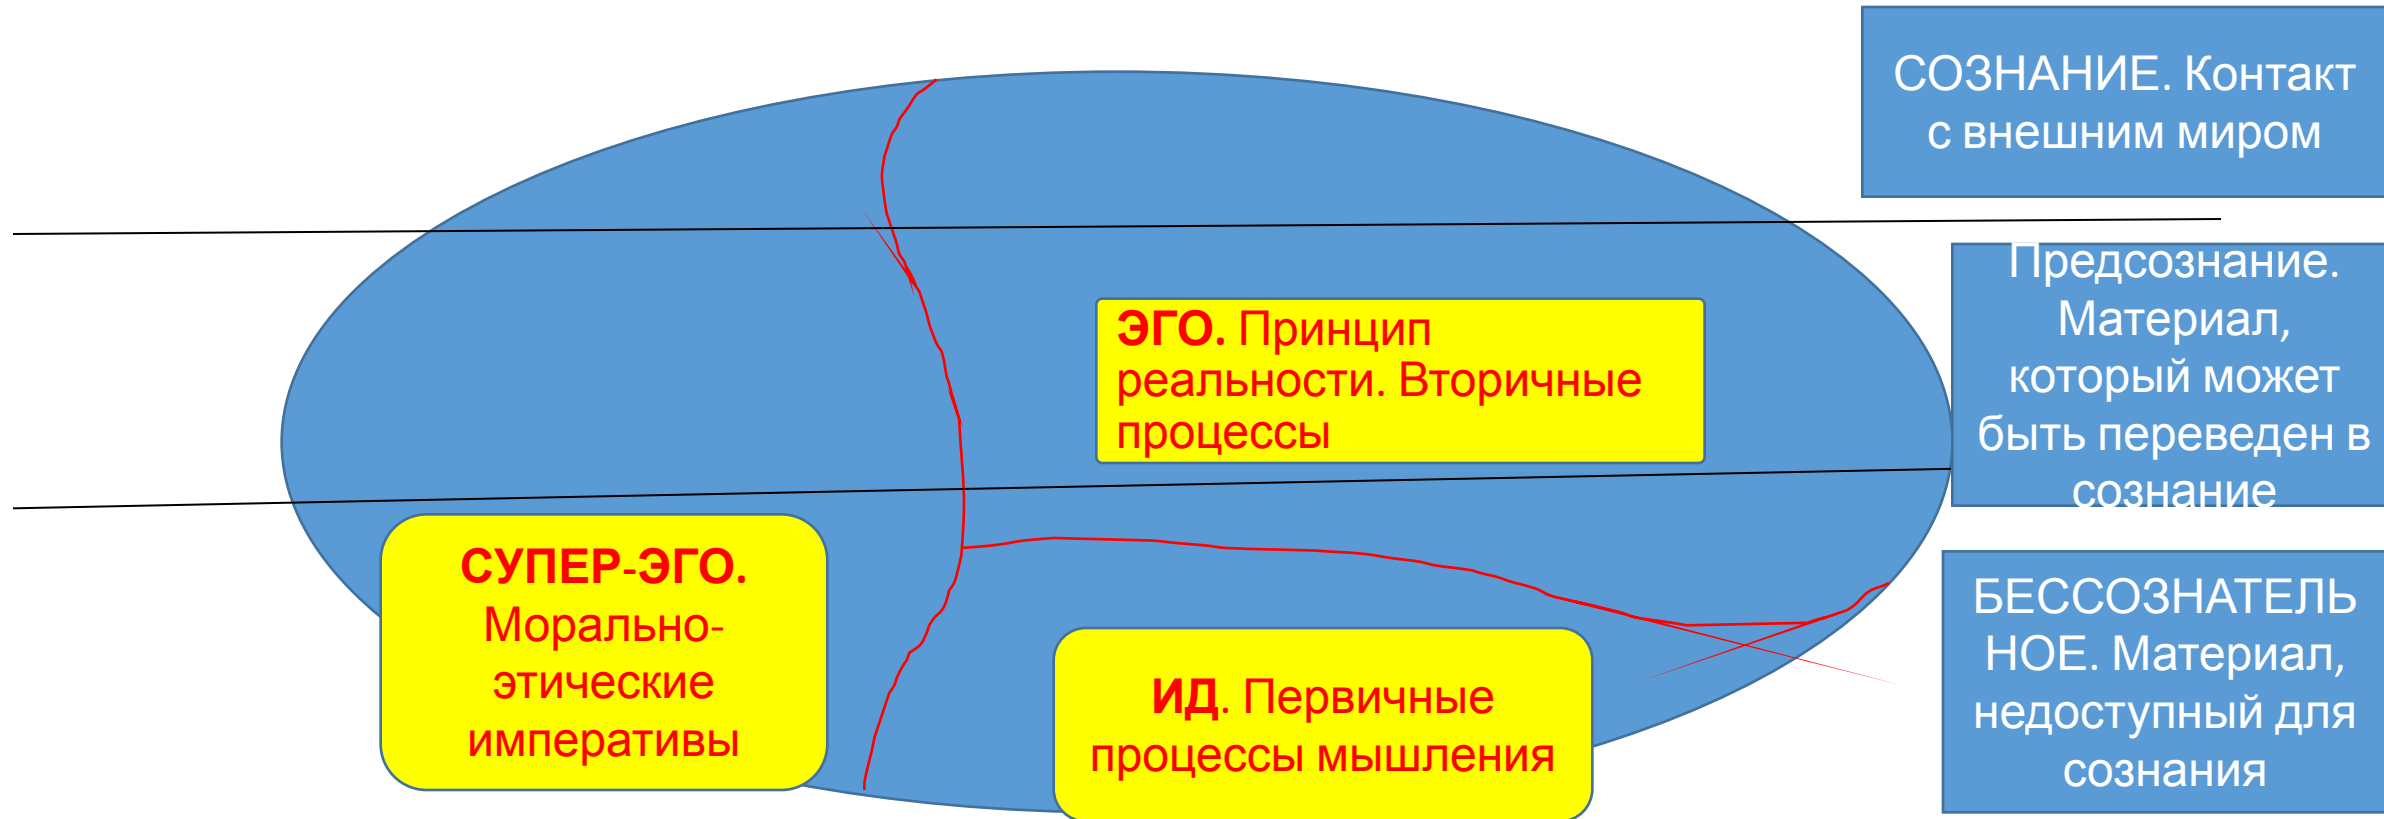 СОЗНАНИЕ. Контакт
с внешним миром
Предсознание.
Материал,
который может
быть переведен в
сознание
ЭГО. Принцип
реальности. Вторичные
процессы
СУПЕР-ЭГО.
Морально-
этические
императивы
ИД. Первичные
процессы мышления
БЕССОЗНАТЕЛЬ
НОЕ. Материал,
недоступный для
сознания